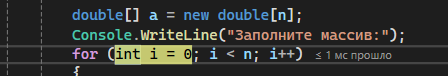 double[] a = new double[n];
Console.WriteLine("Заполните массив:");
for (int i = 0; i < n; i++) ≤ 1 мс прошло
{